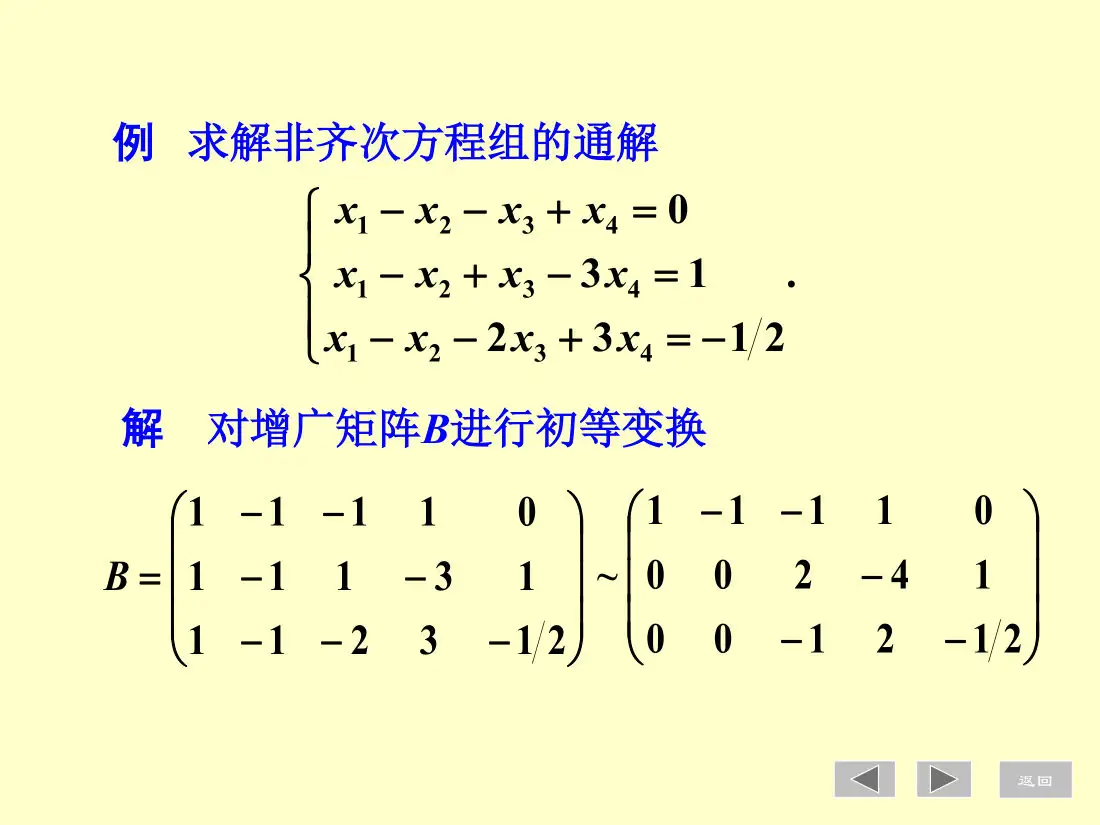 例 求解非齐次方程组的通解
x₁ − x₂ − x₃ + x₄ = 0
x₁ − x₂ + x₃ − 3x₄ = 1 .
x₁ − x₂ − 2x₃ + 3x₄ = −1/2
解 对增广矩阵B进行初等变换
1 −1 −1 1 0 1 −1 −1 1 0
B = 1 −1 1 −3 1 ~ 0 0 2 −4 1
1 −1 −2 3 −1/2 0 0 −1 2 −1/2
返回